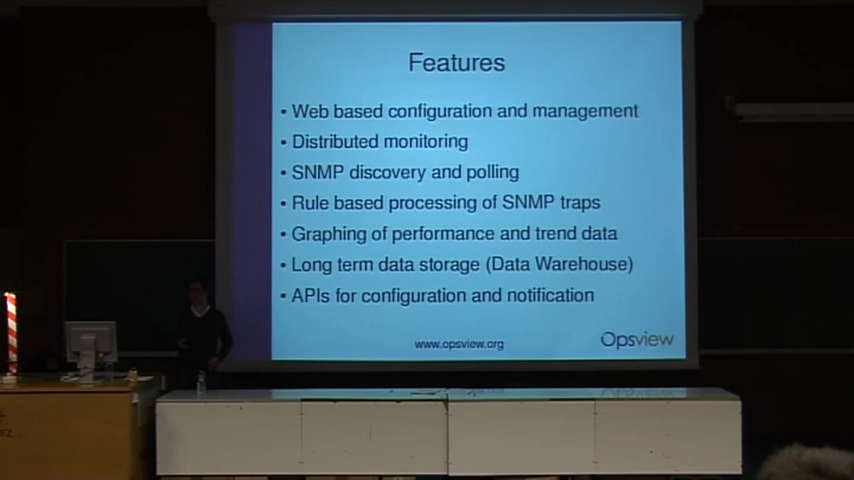 Features
• Web based configuration and management
• Distributed monitoring
• SNMP discovery and polling
• Rule based processing of SNMP traps
• Graphing of performance and trend data
• Long term data storage (Data Warehouse)
• APIs for configuration and notification
www.opsview.org
Opsview